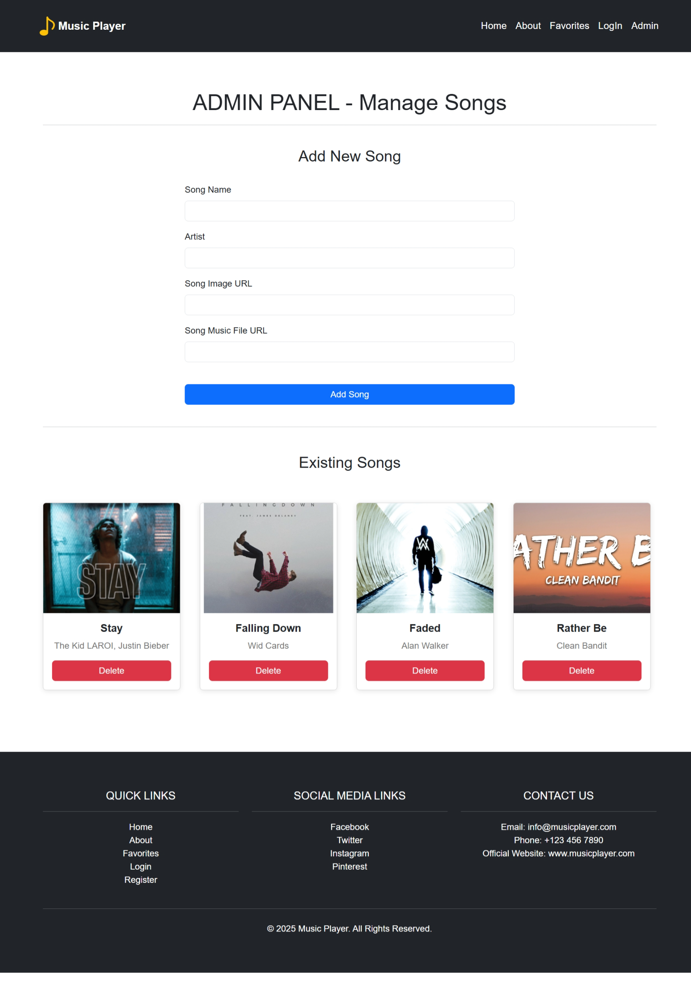 Music Player
Home About Favorites LogIn Admin
ADMIN PANEL - Manage Songs
Add New Song
Song Name
Artist
Song Image URL
Song Music File URL
Add Song
Existing Songs
STAY
Stay
The Kid LAROI, Justin Bieber
Delete
FALLINGDOWN
FEAT. JAMES DELANEY
Falling Down
Wid Cards
Delete
Faded
Alan Walker
Delete
ATHER B
CLEAN BANDIT
Rather Be
Clean Bandit
Delete
QUICK LINKS
Home
About
Favorites
Login
Register
SOCIAL MEDIA LINKS
Facebook
Twitter
Instagram
Pinterest
CONTACT US
Email: info@musicplayer.com
Phone: +123 456 7890
Official Website: www.musicplayer.com
© 2025 Music Player. All Rights Reserved.